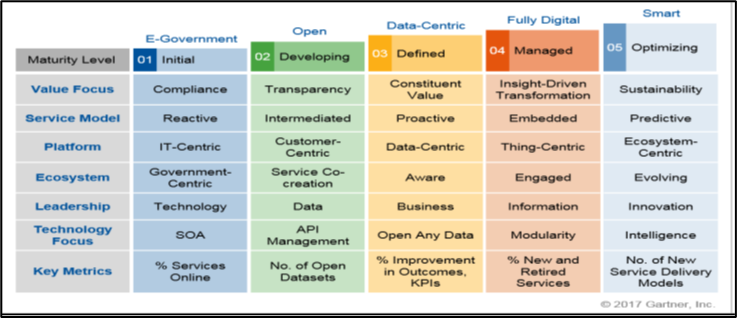 E-Government
Open
Data-Centric
Fully Digital
Smart
Maturity Level 01 Initial 02 Developing 03 Defined 04 Managed 05 Optimizing
Value Focus Compliance Transparency Constituent Value Insight-Driven Transformation Sustainability
Service Model Reactive Intermediated Proactive Embedded Predictive
Platform IT-Centric Customer-Centric Data-Centric Thing-Centric Ecosystem-Centric
Ecosystem Government-Centric Service Co-creation Aware Engaged Evolving
Leadership Technology Data Business Information Innovation
Technology Focus SOA API Management Open Any Data Modularity Intelligence
Key Metrics % Services Online No. of Open Datasets % Improvement in Outcomes, KPIs % New and Retired Services No. of New Service Delivery Models
© 2017 Gartner, Inc.